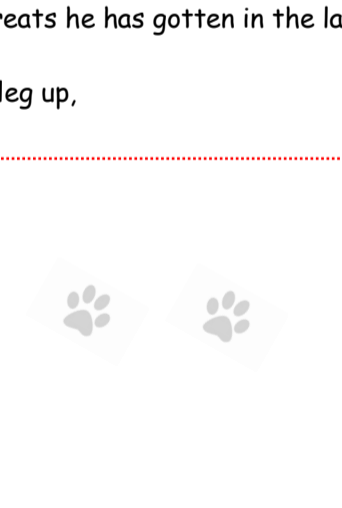 reats he has gotten in the la
leg up,